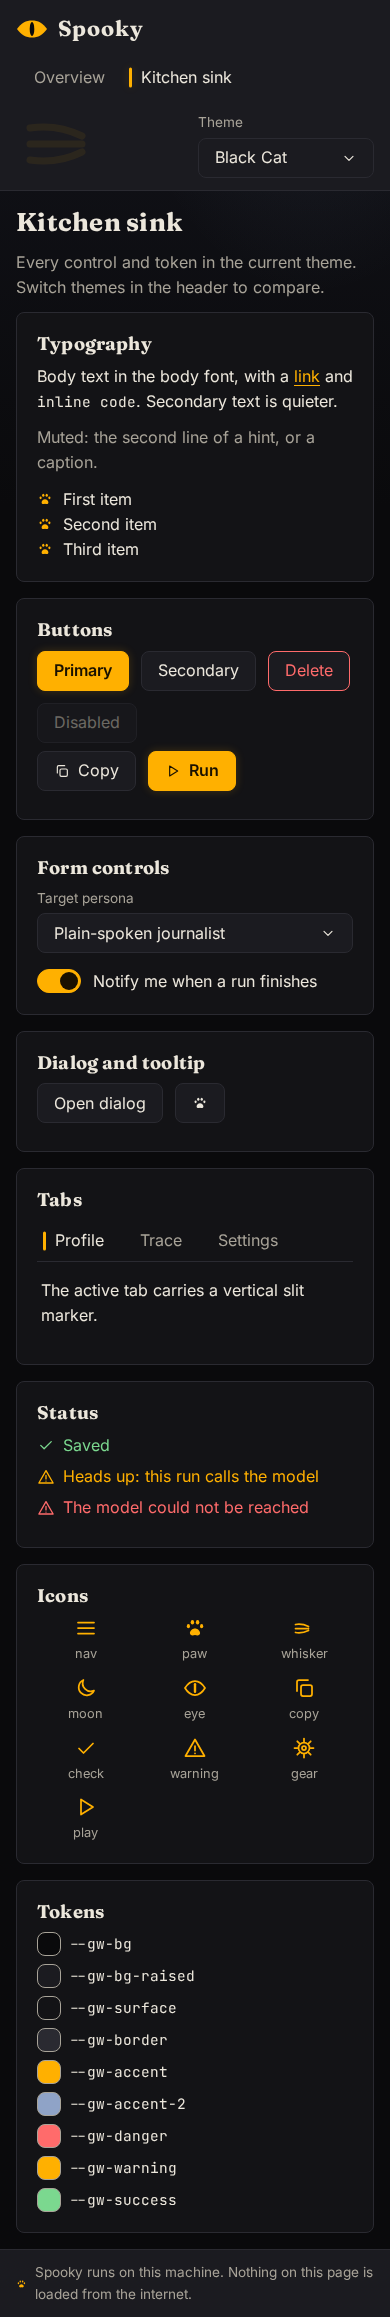 Spooky
Overview
Kitchen sink
Theme
Black Cat
Kitchen sink
Every control and token in the current theme.
Switch themes in the header to compare.
Typography
Body text in the body font, with a link and
inline code. Secondary text is quieter.
Muted: the second line of a hint, or a
caption.
First item
Second item
Third item
Buttons
Primary
Secondary
Delete
Disabled
Copy
Run
Form controls
Target persona
Plain-spoken journalist
Notify me when a run finishes
Dialog and tooltip
Open dialog
Tabs
Profile
Trace
Settings
The active tab carries a vertical slit
marker.
Status
Saved
Heads up: this run calls the model
The model could not be reached
Icons
nav
paw
whisker
moon
eye
copy
check
warning
gear
play
Tokens
--gw-bg
--gw-bg-raised
--gw-surface
--gw-border
--gw-accent
--gw-accent-2
--gw-danger
--gw-warning
--gw-success
Spooky runs on this machine. Nothing on this page is
loaded from the internet.